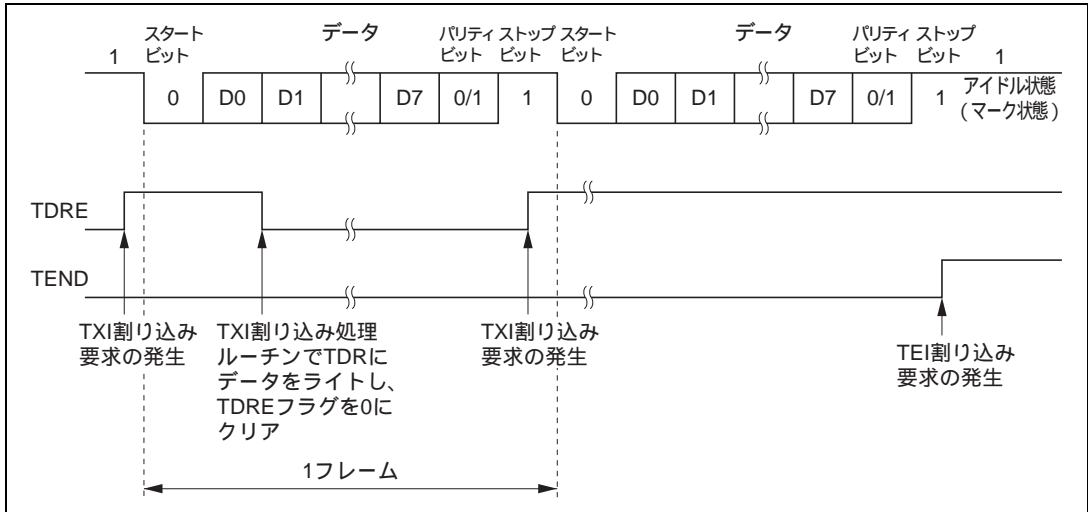 スタート
ビット
データ
パリティ
ビット
ストップ
ビット
スタート
ビット
データ
パリティ
ビット
ストップ
ビット
1
1
0 D0 D1 D7 0/1 1 0 D0 D1 D7 0/1 1
アイドル状態
(マーク状態)
TDRE
TEND
TXI割り込み
要求の発生
TXI割り込み処理
ルーチンでTDRに
データをライトし、
TDREフラグを0に
クリア
TXI割り込み
要求の発生
TEI割り込み
要求の発生
1フレーム